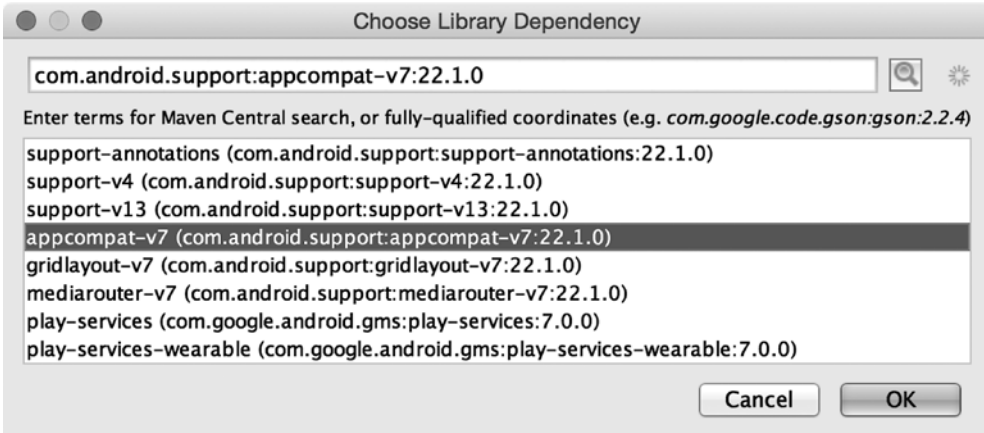 Choose Library Dependency
com.android.support:appcompat-v7:22.1.0
Enter terms for Maven Central search, or fully-qualified coordinates (e.g. com.google.code.gson:gson:2.2.4)
support-annotations (com.android.support:support-annotations:22.1.0)
support-v4 (com.android.support:support-v4:22.1.0)
support-v13 (com.android.support:support-v13:22.1.0)
appcompat-v7 (com.android.support:appcompat-v7:22.1.0)
gridlayout-v7 (com.android.support:gridlayout-v7:22.1.0)
mediarouter-v7 (com.android.support:mediarouter-v7:22.1.0)
play-services (com.google.android.gms:play-services:7.0.0)
play-services-wearable (com.google.android.gms:play-services-wearable:7.0.0)
Cancel OK